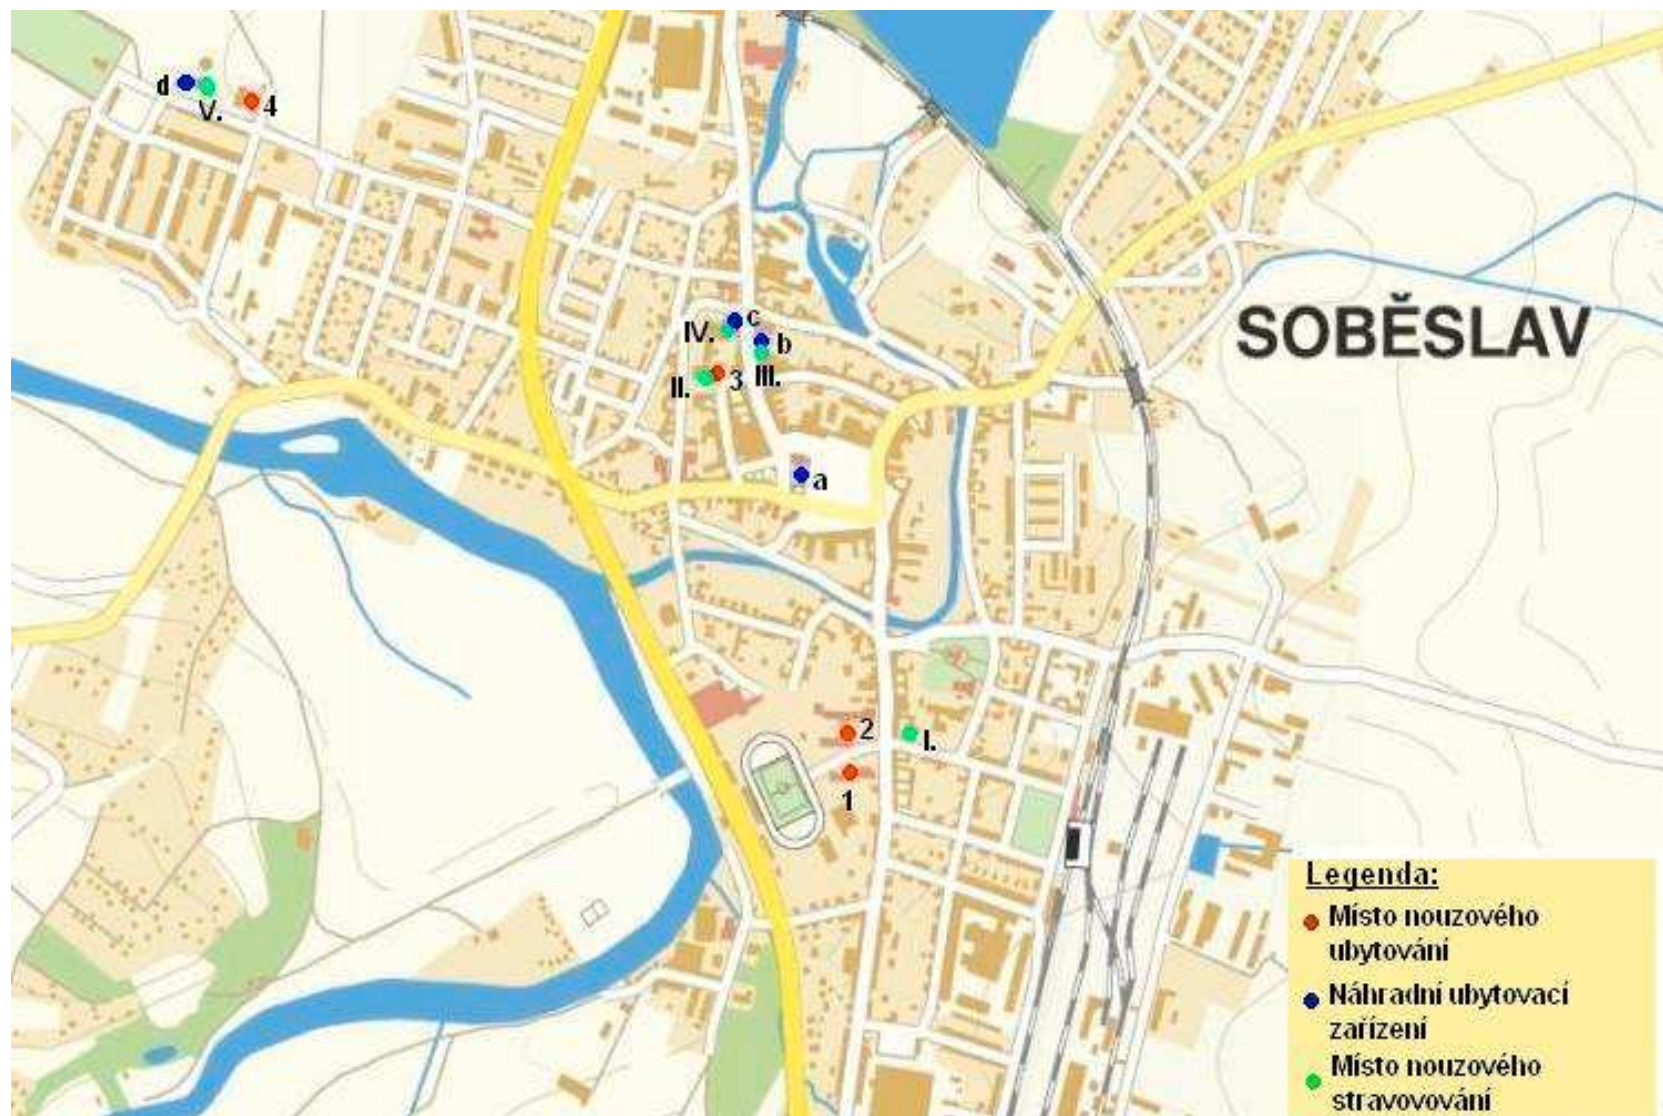 d
V.
4
IV.
c
b
III.
II.
3
SOBĚSLAV
a
2
I.
1
Legenda:
Místo nouzového
ubytování
Náhradní ubytovací
zařízení
Místo nouzového
stravovování